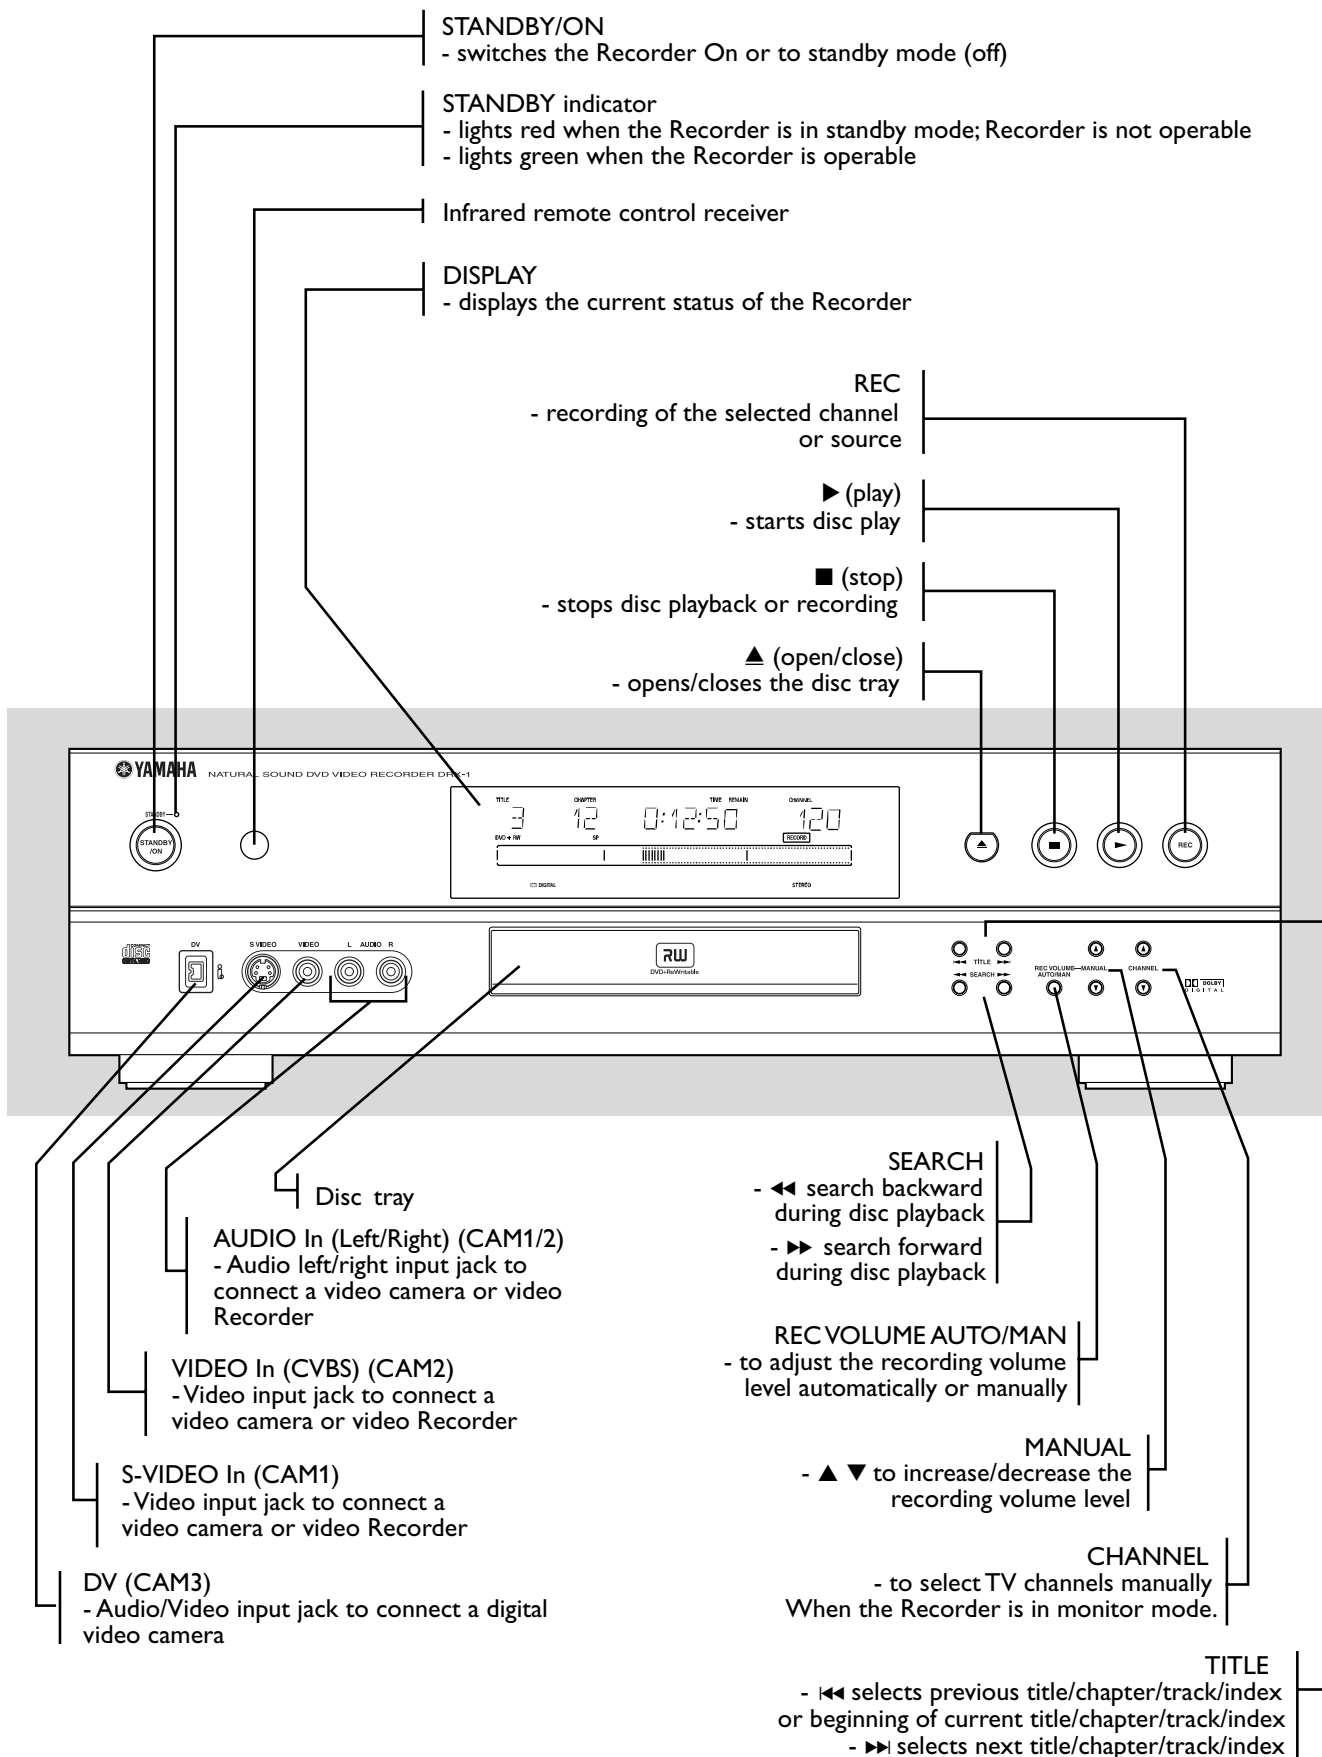 STANDBY/ON
- switches the Recorder On or to standby mode (off)
STANDBY indicator
- lights red when the Recorder is in standby mode; Recorder is not operable
- lights green when the Recorder is operable
Infrared remote control receiver
DISPLAY
- displays the current status of the Recorder
REC
- recording of the selected channel
or source
▶ (play)
- starts disc play
■ (stop)
- stops disc playback or recording
▲ (open/close)
- opens/closes the disc tray
YAMAHA NATURAL SOUND DVD VIDEO RECORDER DRX-1
STANDBY
STANDBY
/ON
TITLE CHAPTER TIME REMAIN CHANNEL
3 12 0:12:50 120
DVD + RW SP RECORD
DIGITAL STEREO
REC
COMPACT
disc
DV S VIDEO VIDEO L AUDIO R
RW
DVD+ReWritable
⏮ TITLE ⏭
◀◀ SEARCH ▶▶
REC VOLUME MANUAL CHANNEL
AUTO/MAN
DOLBY
DIGITAL
Disc tray
AUDIO In (Left/Right) (CAM1/2)
- Audio left/right input jack to
connect a video camera or video
Recorder
VIDEO In (CVBS) (CAM2)
- Video input jack to connect a
video camera or video Recorder
S-VIDEO In (CAM1)
- Video input jack to connect a
video camera or video Recorder
DV (CAM3)
- Audio/Video input jack to connect a digital
video camera
SEARCH
- ◀◀ search backward
during disc playback
- ▶▶ search forward
during disc playback
REC VOLUME AUTO/MAN
- to adjust the recording volume
level automatically or manually
MANUAL
- ▲ ▼ to increase/decrease the
recording volume level
CHANNEL
- to select TV channels manually
When the Recorder is in monitor mode.
TITLE
- ⏮ selects previous title/chapter/track/index
or beginning of current title/chapter/track/index
- ⏭ selects next title/chapter/track/index